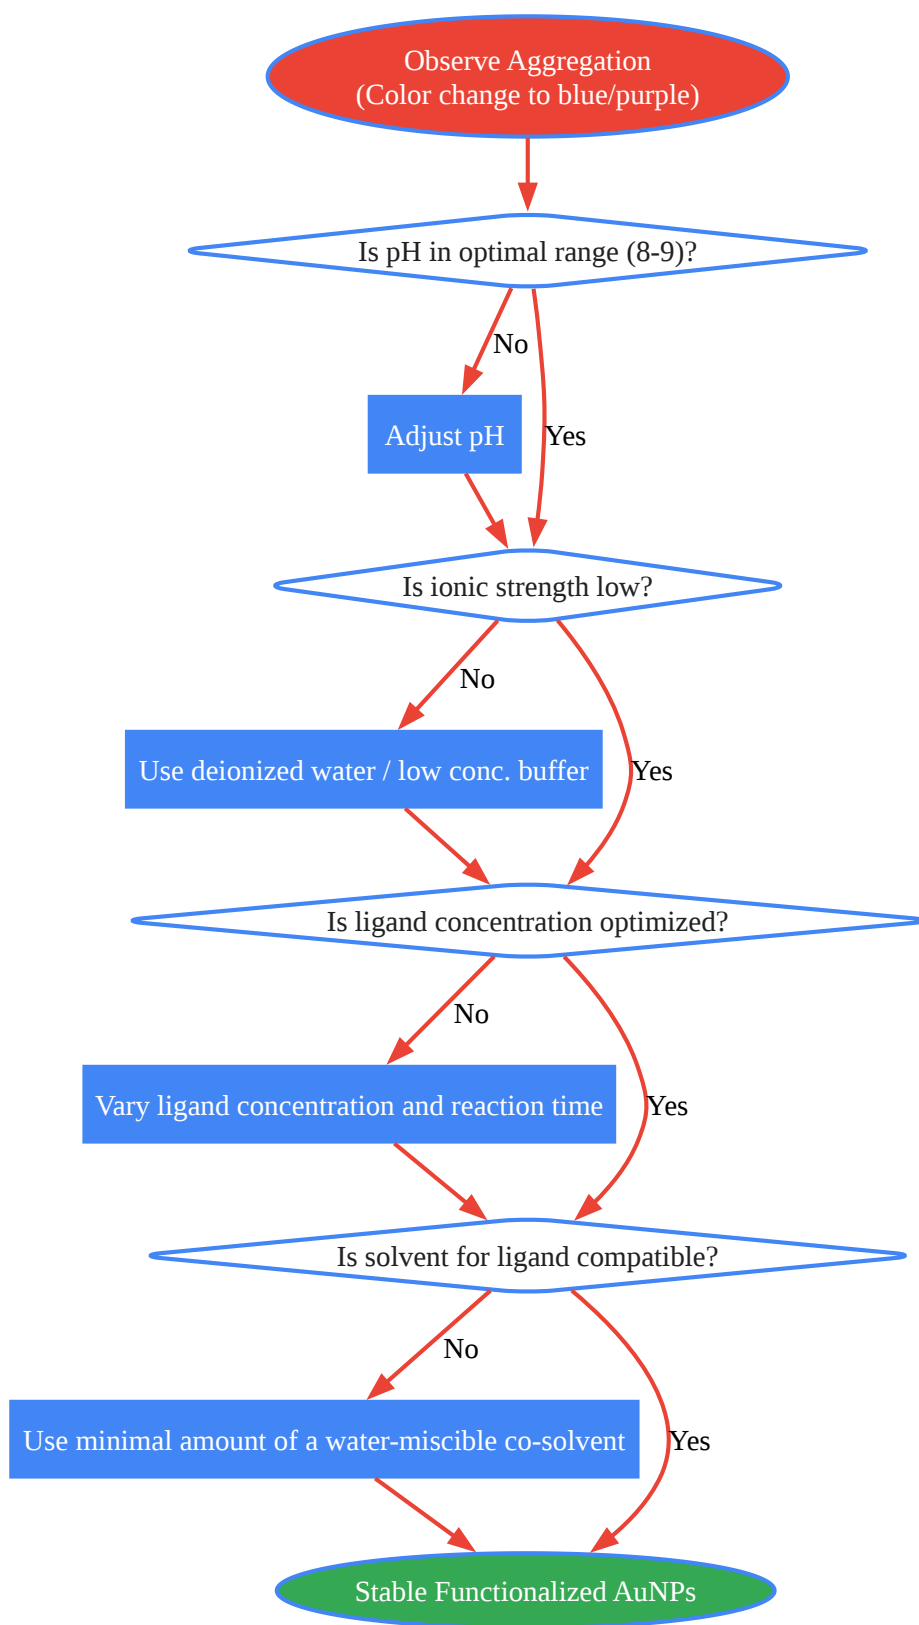 Observe Aggregation
(Color change to blue/purple)
Is pH in optimal range (8-9)?
No
Adjust pH
Yes
Is ionic strength low?
No
Use deionized water / low conc. buffer
Yes
Is ligand concentration optimized?
No
Vary ligand concentration and reaction time
Yes
Is solvent for ligand compatible?
No
Use minimal amount of a water-miscible co-solvent
Yes
Stable Functionalized AuNPs